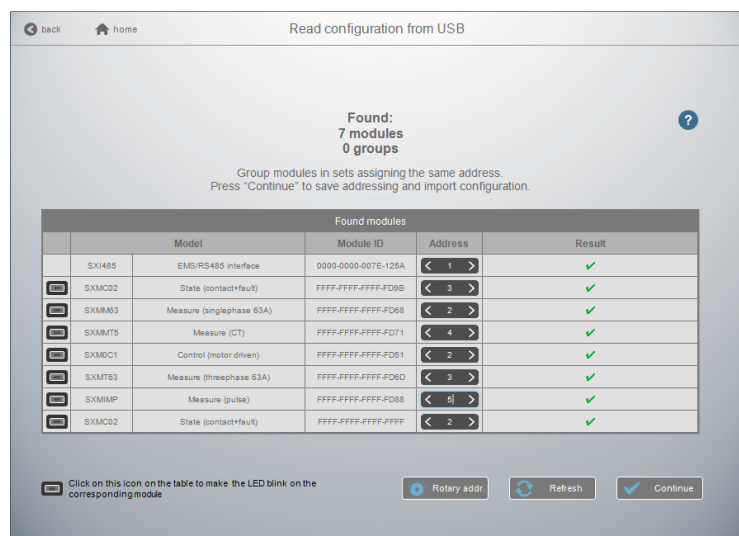 back home Read configuration from USB
Found:
7 modules
0 groups
?
Group modules in sets assigning the same address.
Press "Continue" to save addressing and import configuration.
Found modules
Model Module ID Address Result
SXI485 EMS/RS485 interface 0000-0000-007E-125A 1
SXMC02 State (contact+fault) FFFF-FFFF-FFFF-FD9B 3
SXMM63 Measure (singlephase 63A) FFFF-FFFF-FFFF-FD68 2
SXMMT5 Measure (CT) FFFF-FFFF-FFFF-FD71 4
SXM0C1 Control (motor driven) FFFF-FFFF-FFFF-FD51 2
SXMT63 Measure (threephase 63A) FFFF-FFFF-FFFF-FD6D 3
SXMIMP Measure (pulse) FFFF-FFFF-FFFF-FD88 5
SXMC02 State (contact+fault) FFFF-FFFF-FFFF-FFFF 2
Click on this icon on the table to make the LED blink on the
corresponding module
Rotary addr. Refresh Continue